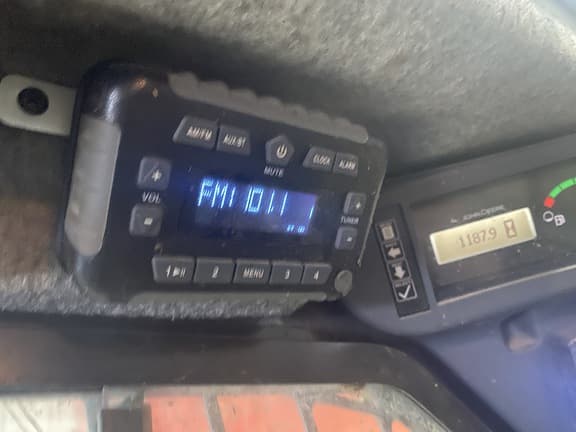 AM/FM
AUX/BT
MUTE
CLOCK
ALARM
VOL
+
-
FM1 101.1
TUNER
+
-
1
2
MENU
3
4
JOHN DEERE
1187.9